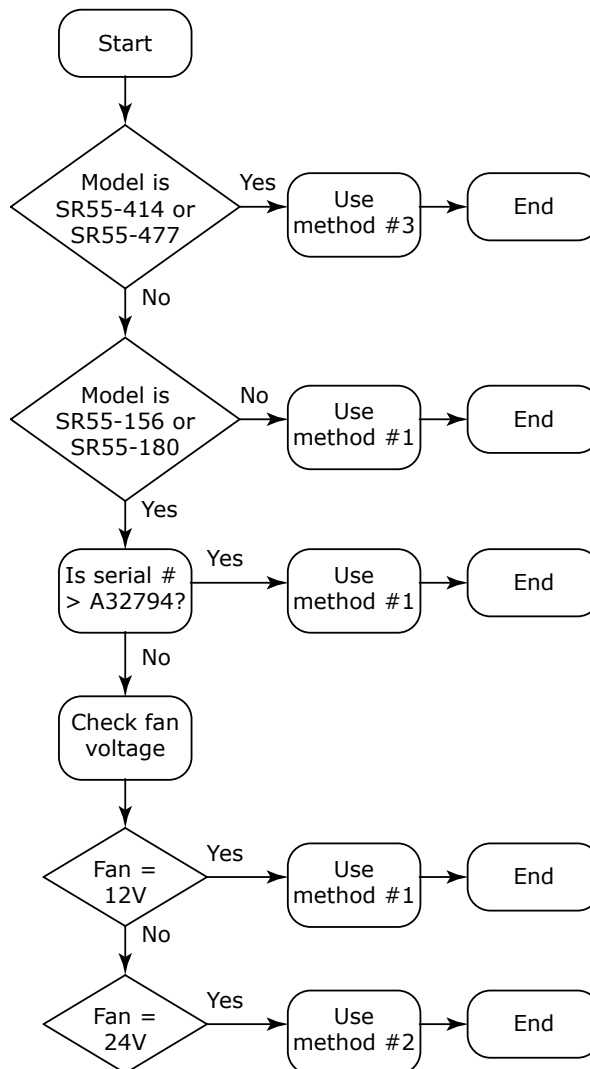 Start
Model is
SR55-414 or
SR55-477
Yes
Use
method #3
End
No
Model is
SR55-156 or
SR55-180
No
Use
method #1
End
Yes
Is serial #
> A32794?
Yes
Use
method #1
End
No
Check fan
voltage
Fan =
12V
Yes
Use
method #1
End
No
Fan =
24V
Yes
Use
method #2
End